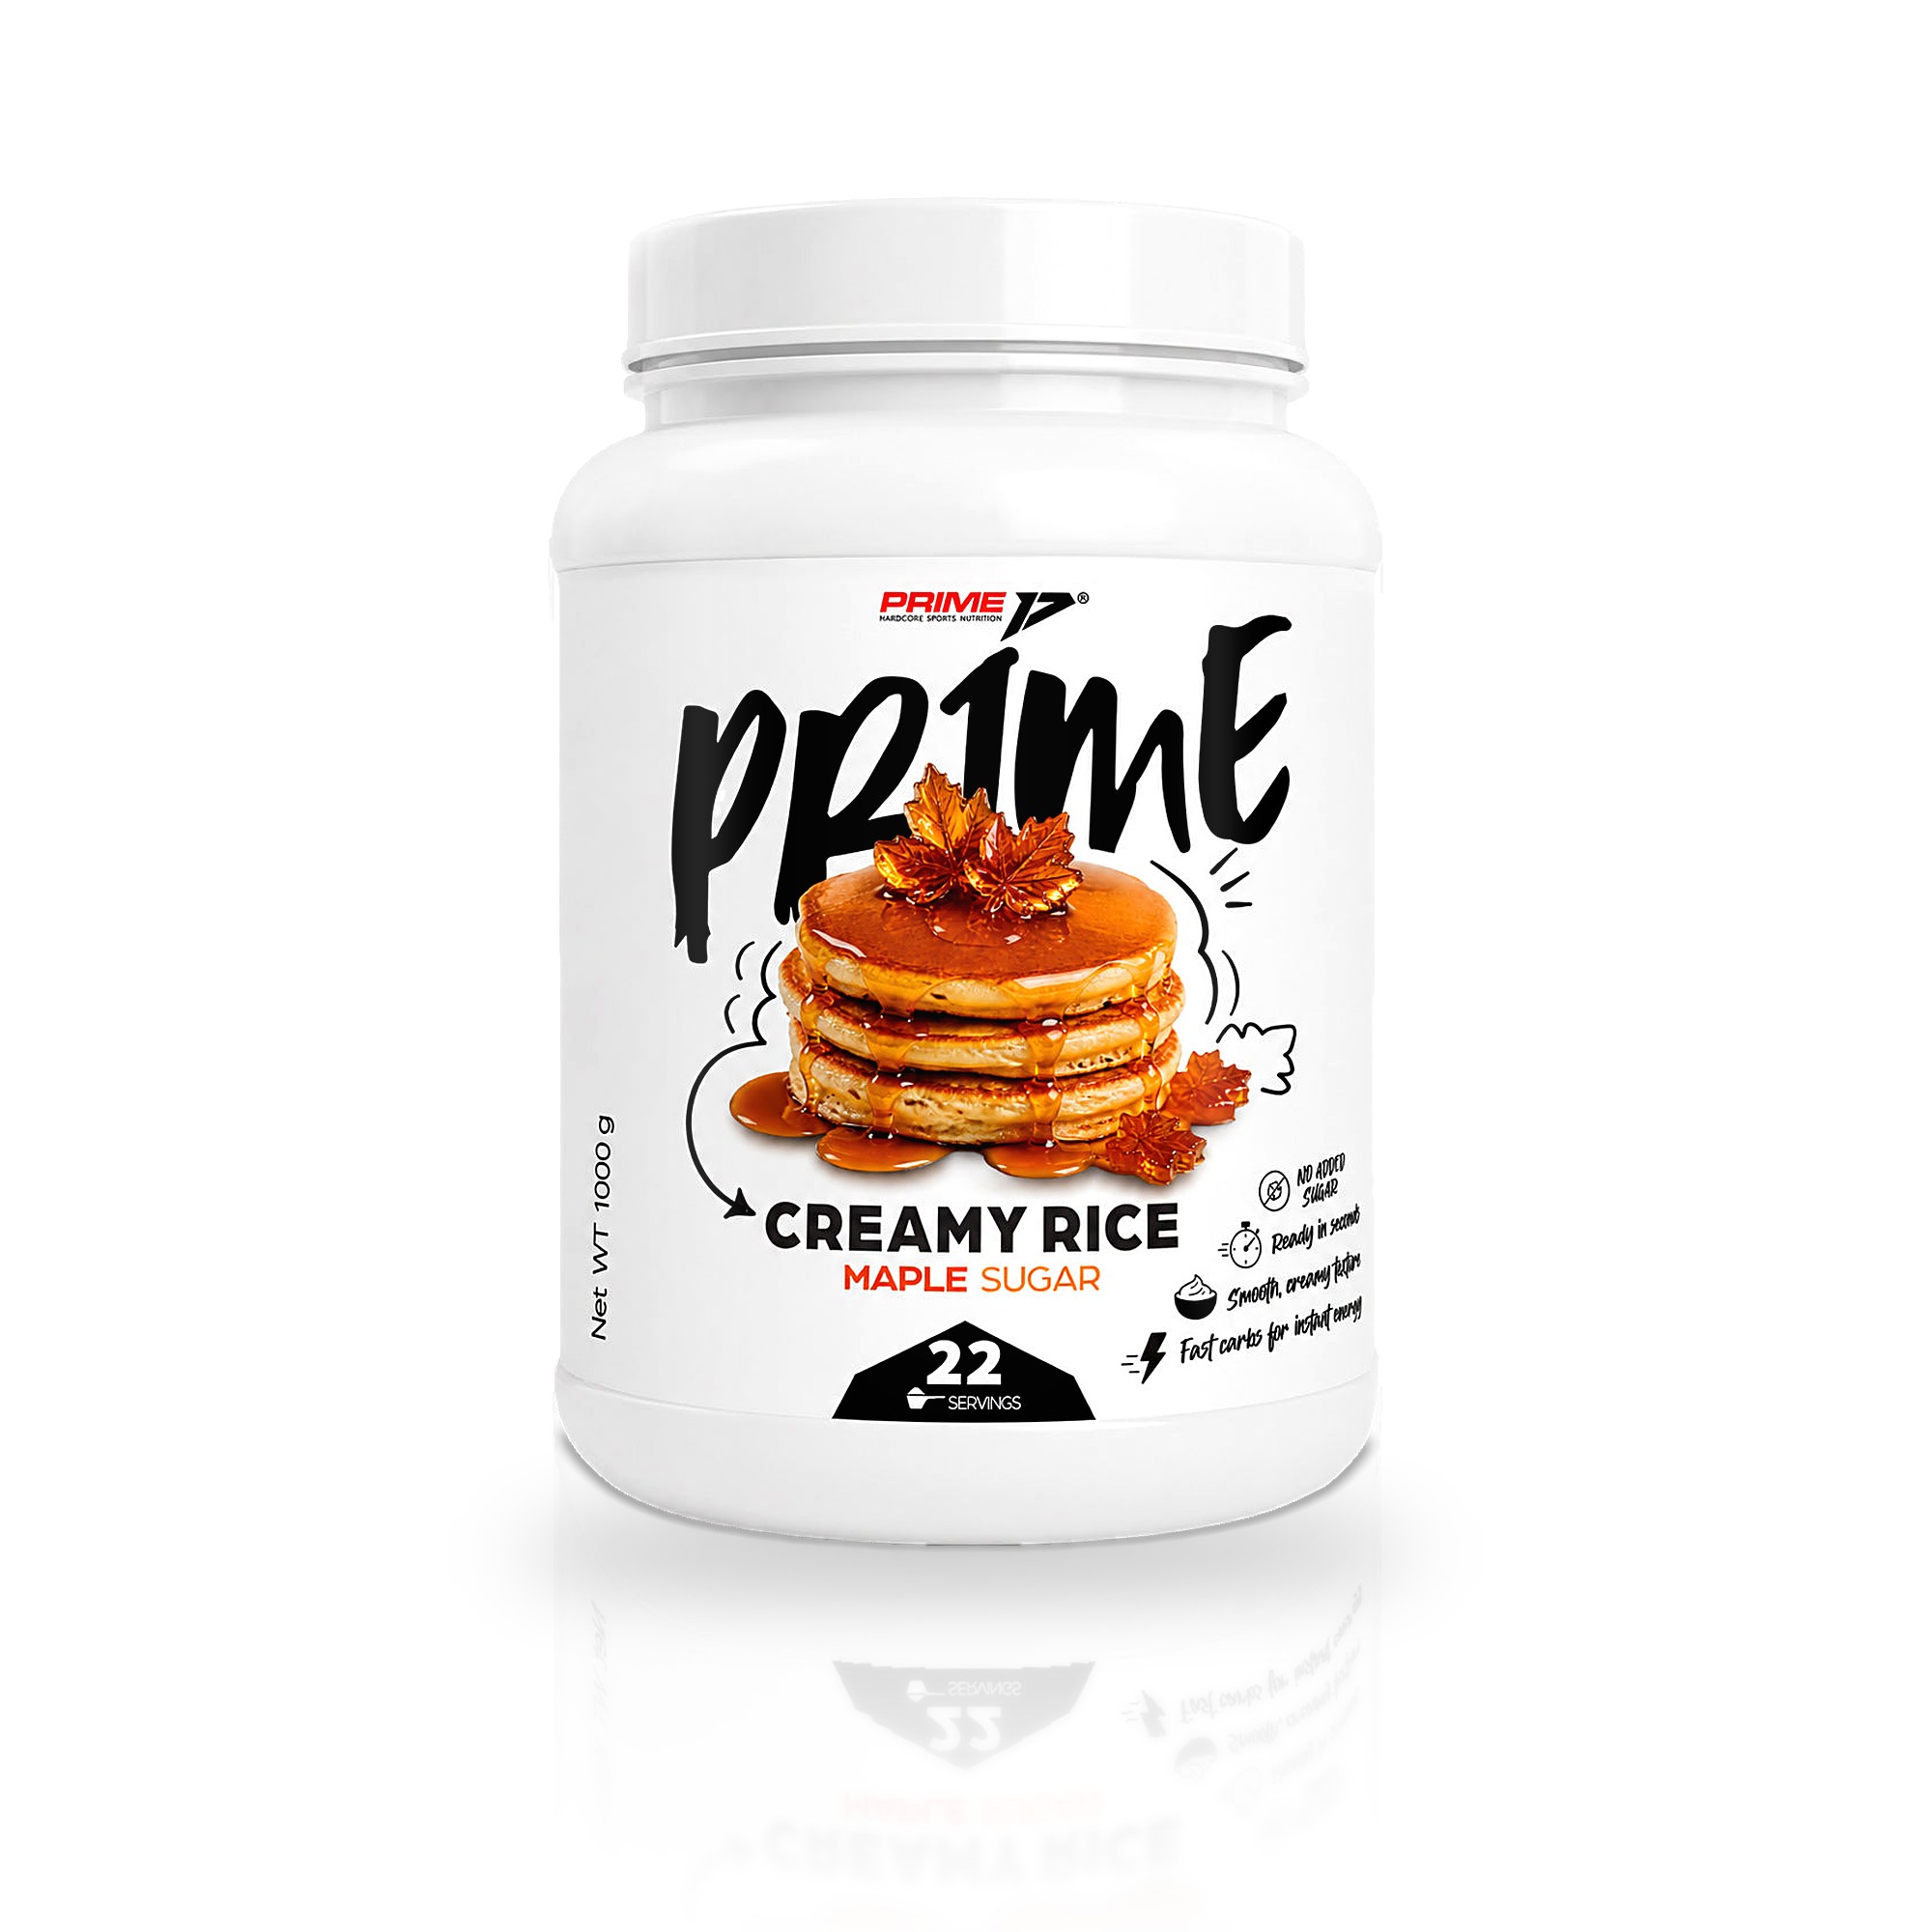 PRIME
HARDCORE SPORTS NUTRITION
®
PRIME
Net WT 1000 g
CREAMY RICE
MAPLE SUGAR
NO ADDED
SUGAR
Ready in seconds
Smooth, creamy texture
Fast carbs for instant energy
22
SERVINGS